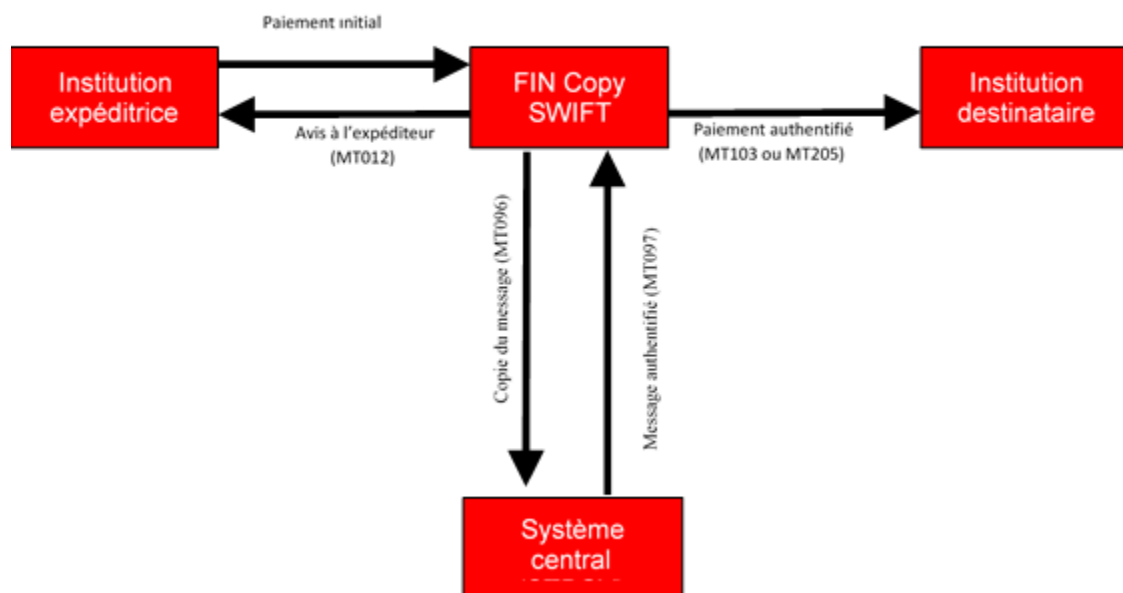 Paiement initial
Institution
expéditrice
FIN Copy
SWIFT
Institution
destinataire
Avis à l'expéditeur
(MT012)
Paiement authentifié
(MT103 ou MT205)
Copie du message (MT096)
Message authentifié (MT097)
Système
central